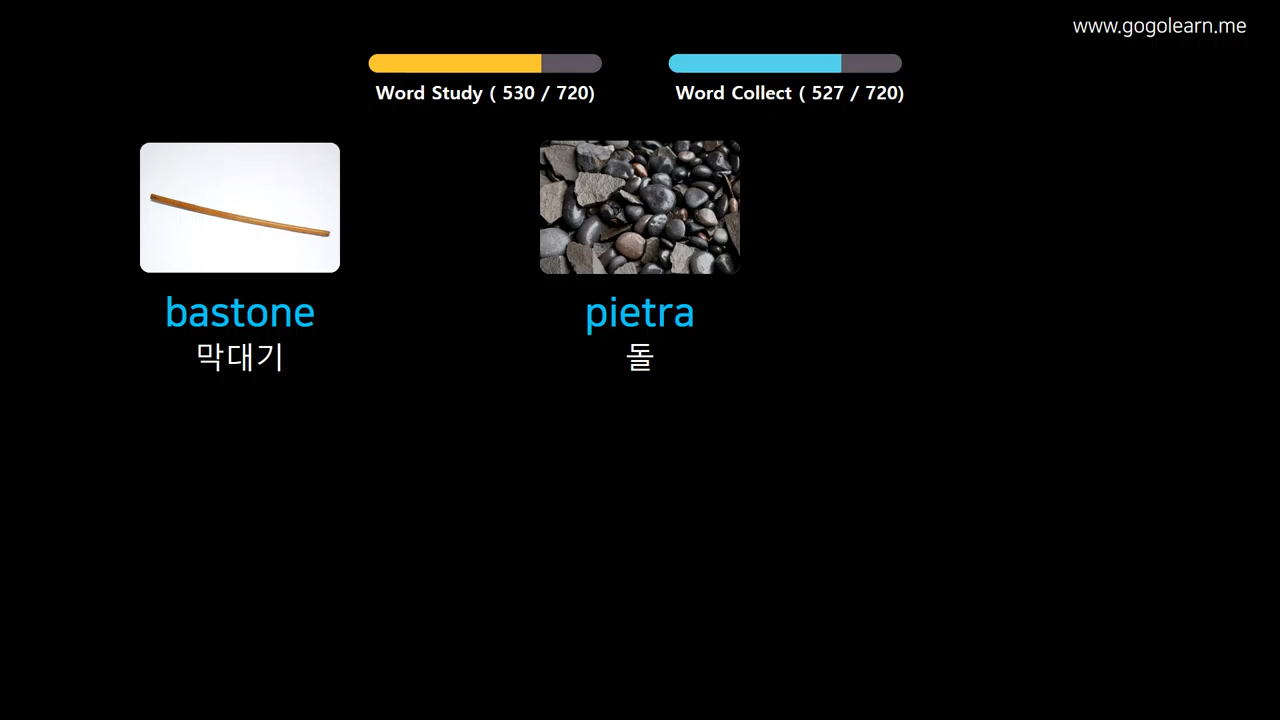 www.gogolearn.me
Word Study ( 530 / 720)
Word Collect ( 527 / 720)
bastone
막대기
pietra
돌